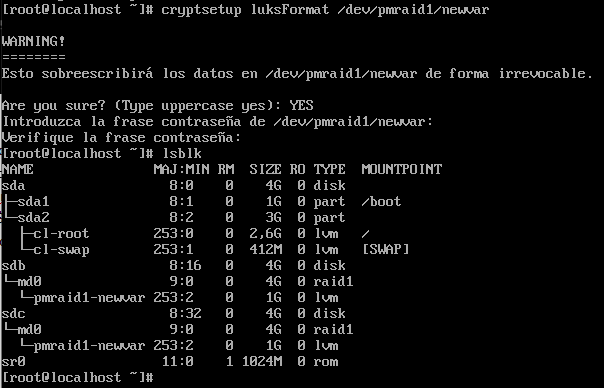 [root@localhost ~]# cryptsetup luksFormat /dev/pmraid1/newvar
WARNING!
========
Esto sobreescribirá los datos en /dev/pmraid1/newvar de forma irrevocable.
Are you sure? (Type uppercase yes): YES
Introduzca la frase contraseña de /dev/pmraid1/newvar:
Verifique la frase contraseña:
[root@localhost ~]# lsblk
NAME MAJ:MIN RM SIZE RO TYPE MOUNTPOINT
sda 8:0 0 4G 0 disk
├─sda1 8:1 0 1G 0 part /boot
└─sda2 8:2 0 3G 0 part
  ├─cl-root 253:0 0 2,6G 0 lvm /
  └─cl-swap 253:1 0 412M 0 lvm [SWAP]
sdb 8:16 0 4G 0 disk
└─md0 9:0 0 4G 0 raid1
  └─pmraid1-newvar 253:2 0 1G 0 lvm
sdc 8:32 0 4G 0 disk
└─md0 9:0 0 4G 0 raid1
  └─pmraid1-newvar 253:2 0 1G 0 lvm
sr0 11:0 1 1024M 0 rom
[root@localhost ~]#